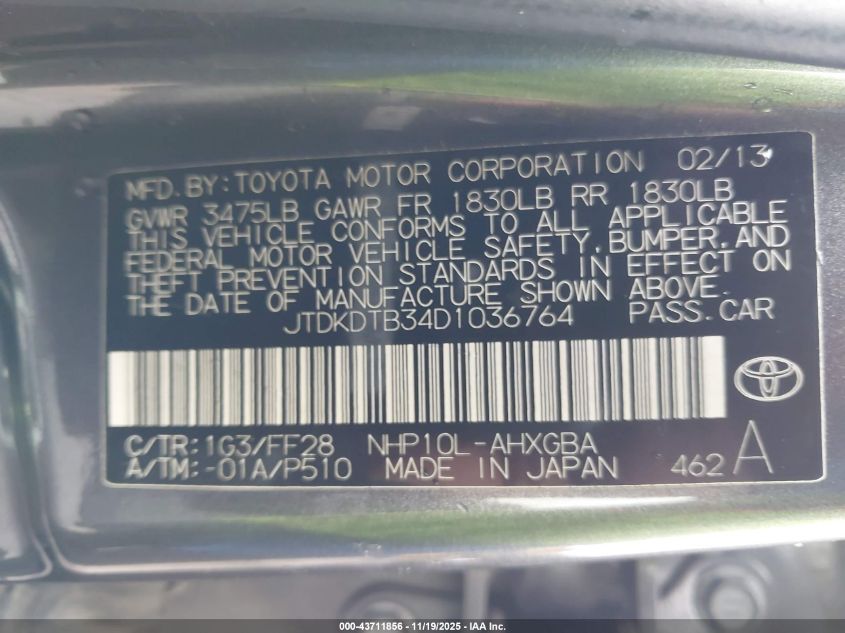 MFD. BY: TOYOTA MOTOR CORPORATION 02/13
GVWR 3475LB GAWR FR 1830LB RR 1830LB
THIS VEHICLE CONFORMS TO ALL APPLICABLE
FEDERAL MOTOR VEHICLE SAFETY, BUMPER, AND
THEFT PREVENTION STANDARDS IN EFFECT ON
THE DATE OF MANUFACTURE SHOWN ABOVE.
JTDKDTB34D1036764 PASS. CAR
C/TR: 1G3/FF28 NHP10L-AHXGBA
A/TM:-01A/P510 MADE IN JAPAN 462 A
000-43711856 - 11/19/2025 - IAA Inc.